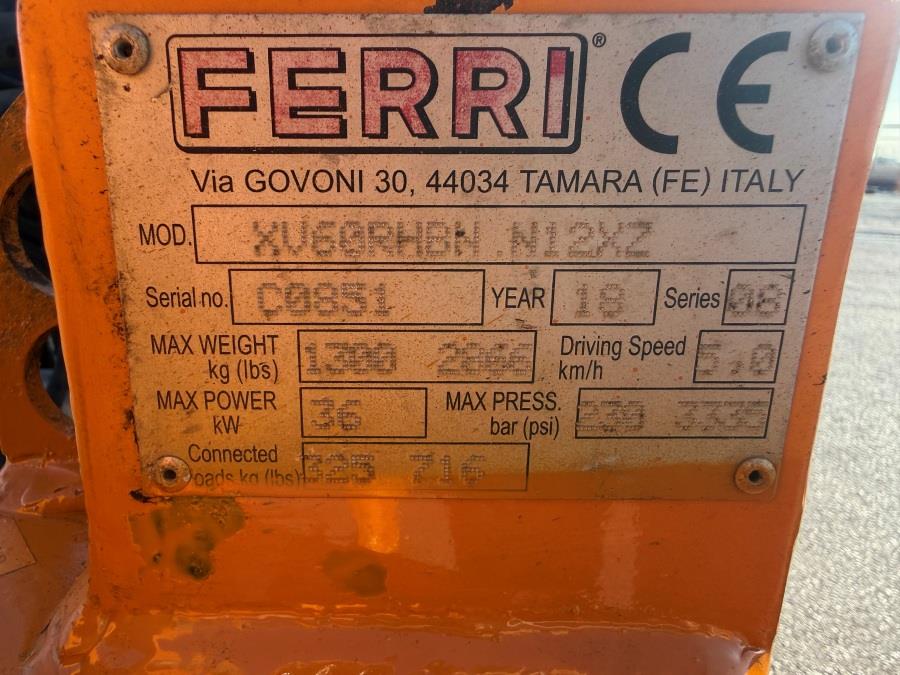 FERRI® CE
Via GOVONI 30, 44034 TAMARA (FE) ITALY
MOD. XV60RHBN N12XZ
Serial no. C0851 YEAR 18 Series 08
MAX WEIGHT kg (lbs) 1300 2866 Driving Speed km/h 5,0
MAX POWER kW 36 MAX PRESS. bar (psi) 230 3335
Connected loads kg (lbs) 325 716